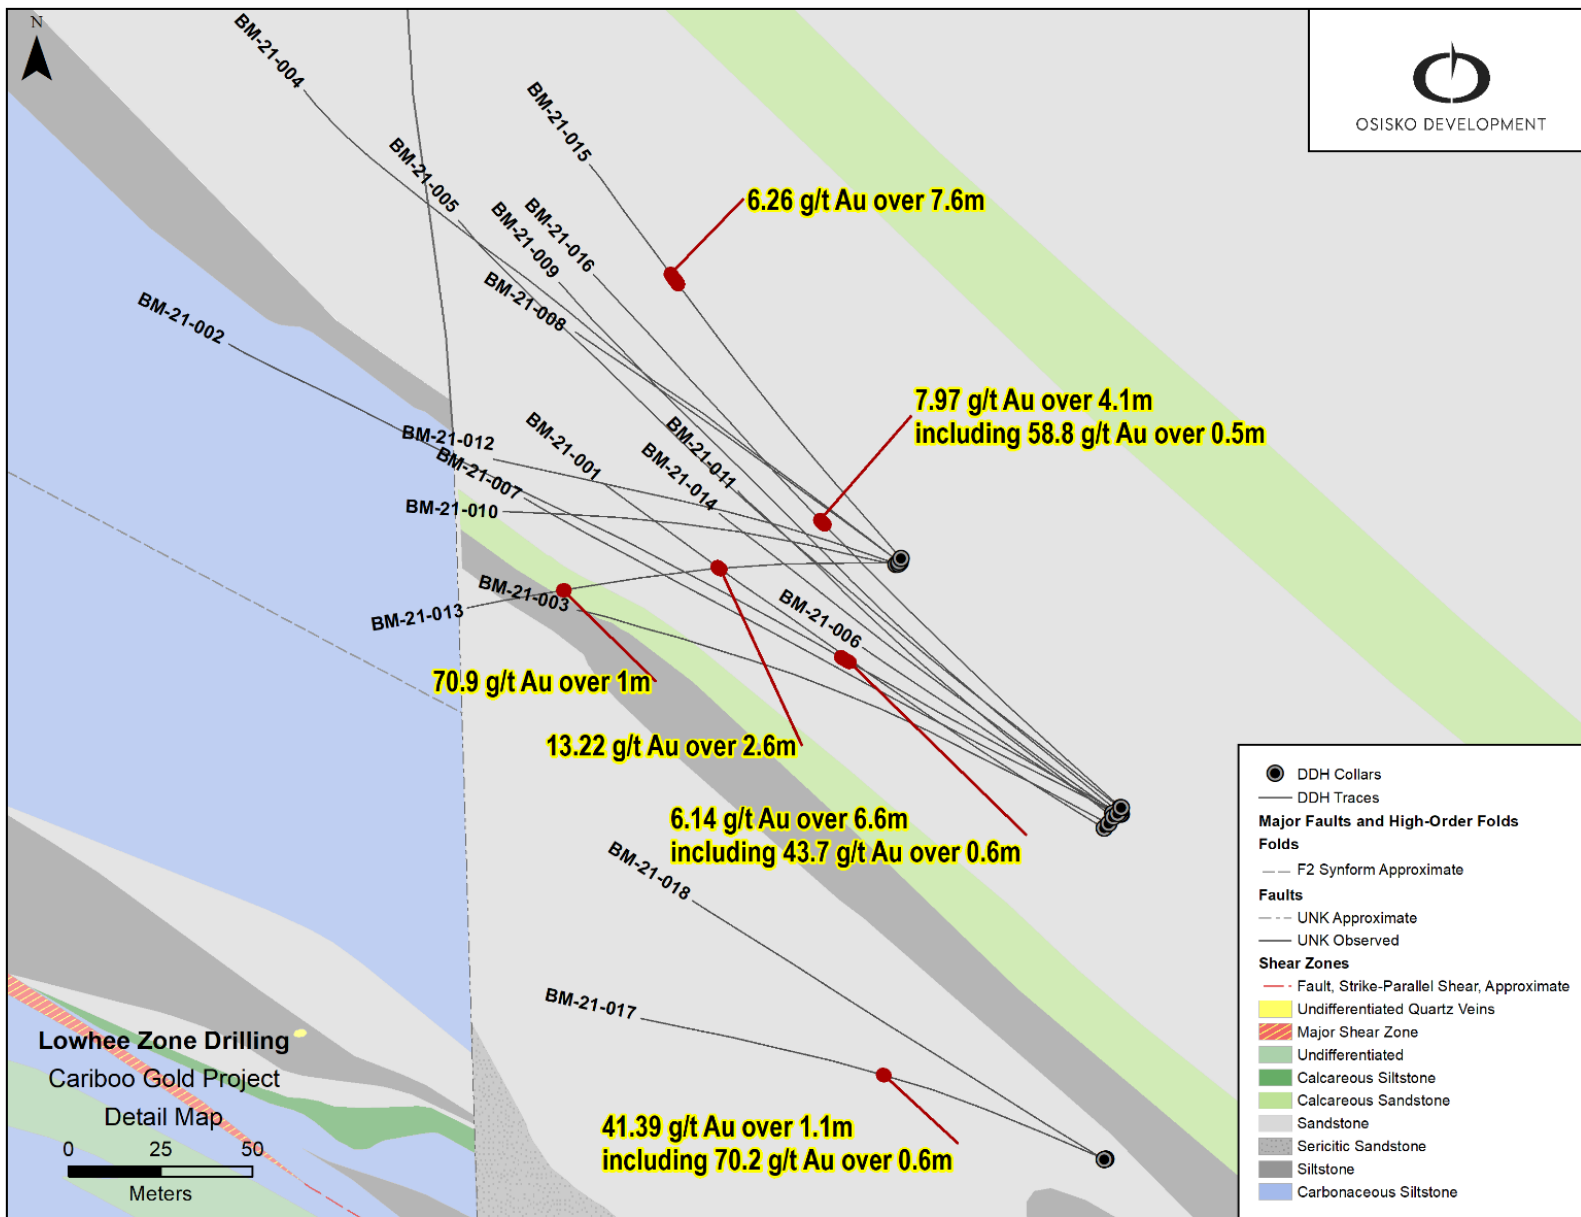 N
BM-21-004
BM-21-015
OSISKO DEVELOPMENT
BM-21-005
BM-21-016
BM-21-009
6.26 g/t Au over 7.6m
BM-21-008
BM-21-002
7.97 g/t Au over 4.1m
including 58.8 g/t Au over 0.5m
BM-21-012
BM-21-001
BM-21-011
BM-21-007
BM-21-014
BM-21-010
BM-21-003
BM-21-013
BM-21-006
70.9 g/t Au over 1m
13.22 g/t Au over 2.6m
6.14 g/t Au over 6.6m
including 43.7 g/t Au over 0.6m
BM-21-018
BM-21-017
41.39 g/t Au over 1.1m
including 70.2 g/t Au over 0.6m
Lowhee Zone Drilling
Cariboo Gold Project
Detail Map
0 25 50
Meters
DDH Collars
DDH Traces
Major Faults and High-Order Folds
Folds
F2 Synform Approximate
Faults
UNK Approximate
UNK Observed
Shear Zones
Fault, Strike-Parallel Shear, Approximate
Undifferentiated Quartz Veins
Major Shear Zone
Undifferentiated
Calcareous Siltstone
Calcareous Sandstone
Sandstone
Sericitic Sandstone
Siltstone
Carbonaceous Siltstone